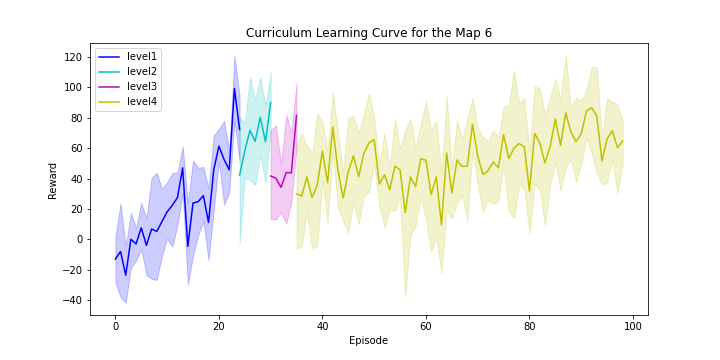 Curriculum Learning Curve for the Map 6
level1
level2
level3
level4
Reward
120
100
80
60
40
20
0
−20
−40
0 20 40 60 80 100
Episode